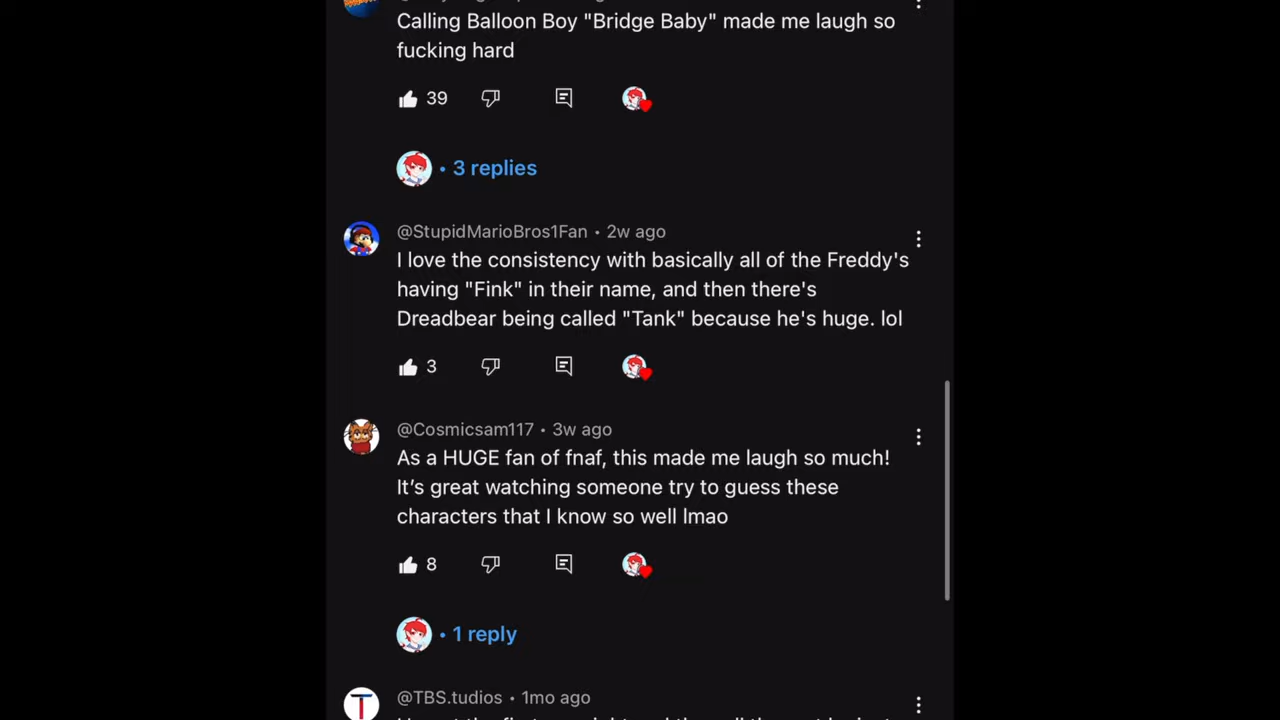 Calling Balloon Boy "Bridge Baby" made me laugh so
fucking hard
39
• 3 replies
@StupidMarioBros1Fan • 2w ago
I love the consistency with basically all of the Freddy's
having "Fink" in their name, and then there's
Dreadbear being called "Tank" because he's huge. lol
3
@Cosmicsam117 • 3w ago
As a HUGE fan of fnaf, this made me laugh so much!
It’s great watching someone try to guess these
characters that I know so well lmao
8
• 1 reply
@TBS.tudios • 1mo ago